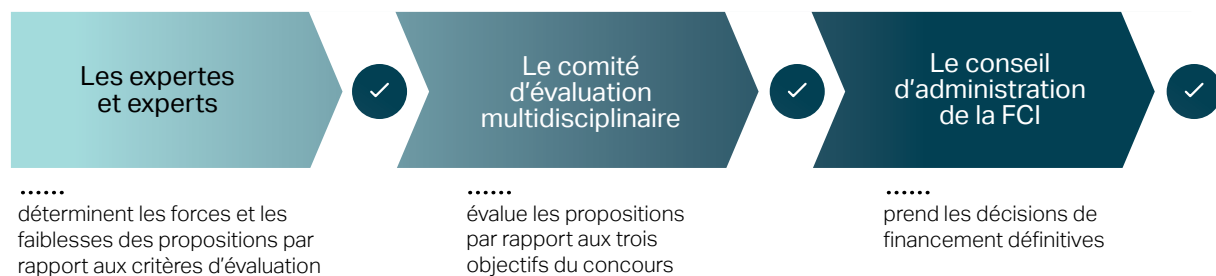 Les expertes
et experts
Le comité
d’évaluation
multidisciplinaire
Le conseil
d’administration
de la FCI
......
déterminent les forces et les
faiblesses des propositions par
rapport aux critères d’évaluation
......
évalue les propositions
par rapport aux trois
objectifs du concours
......
prend les décisions de
financement définitives